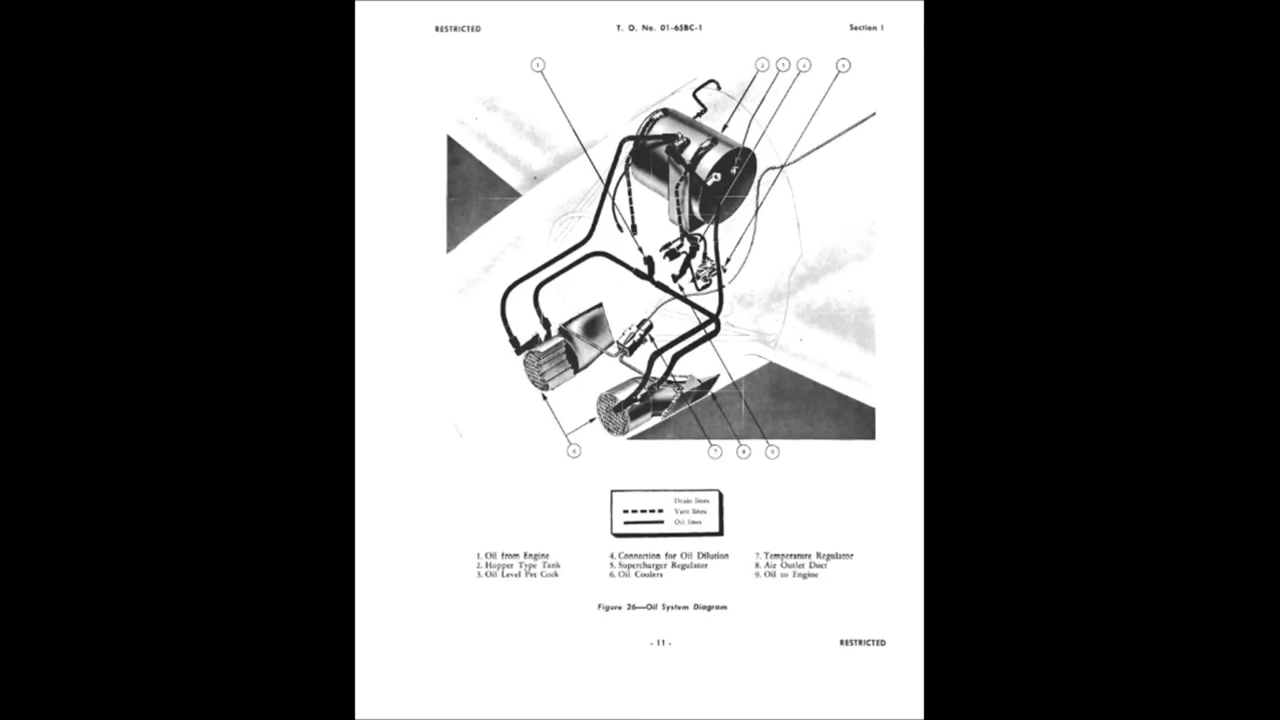 RESTRICTED
T. O. No. 01-65BC-1
Section I
1
2
3
4
5
6
7
8
9
Drain lines
Vent lines
Oil lines
1. Oil from Engine
2. Hopper Type Tank
3. Oil Level Pet Cock
4. Connection for Oil Dilution
5. Supercharger Regulator
6. Oil Coolers
7. Temperature Regulator
8. Air Outlet Duct
9. Oil to Engine
Figure 26—Oil System Diagram
- 11 -
RESTRICTED